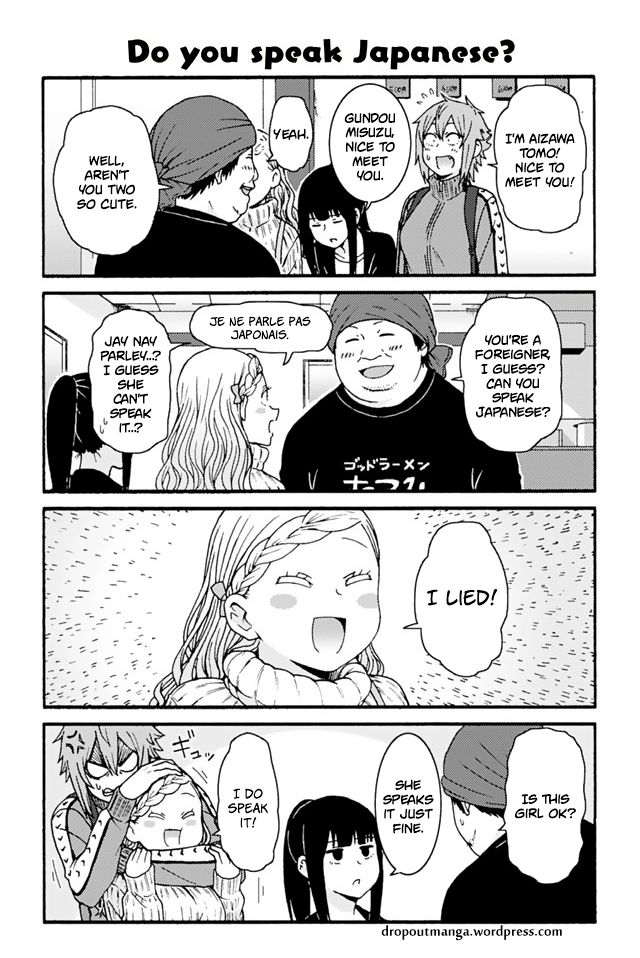 Do you speak Japanese?
I'M AIZAWA
TOMO!
NICE TO
MEET YOU!
GUNDOU
MISUZU,
NICE TO
MEET
YOU.
YEAH.
WELL,
AREN'T
YOU TWO
SO CUTE.
YOU'RE A
FOREIGNER,
I GUESS?
CAN YOU
SPEAK
JAPANESE?
JE NE PARLE PAS
JAPONAIS.
JAY NAY
PARLEY..?
I GUESS
SHE
CAN'T
SPEAK
IT..?
ゴッドラーメン
I LIED!
IS THIS
GIRL OK?
SHE
SPEAKS
IT JUST
FINE.
I DO
SPEAK
IT!
ギュッ
dropoutmanga.wordpress.com